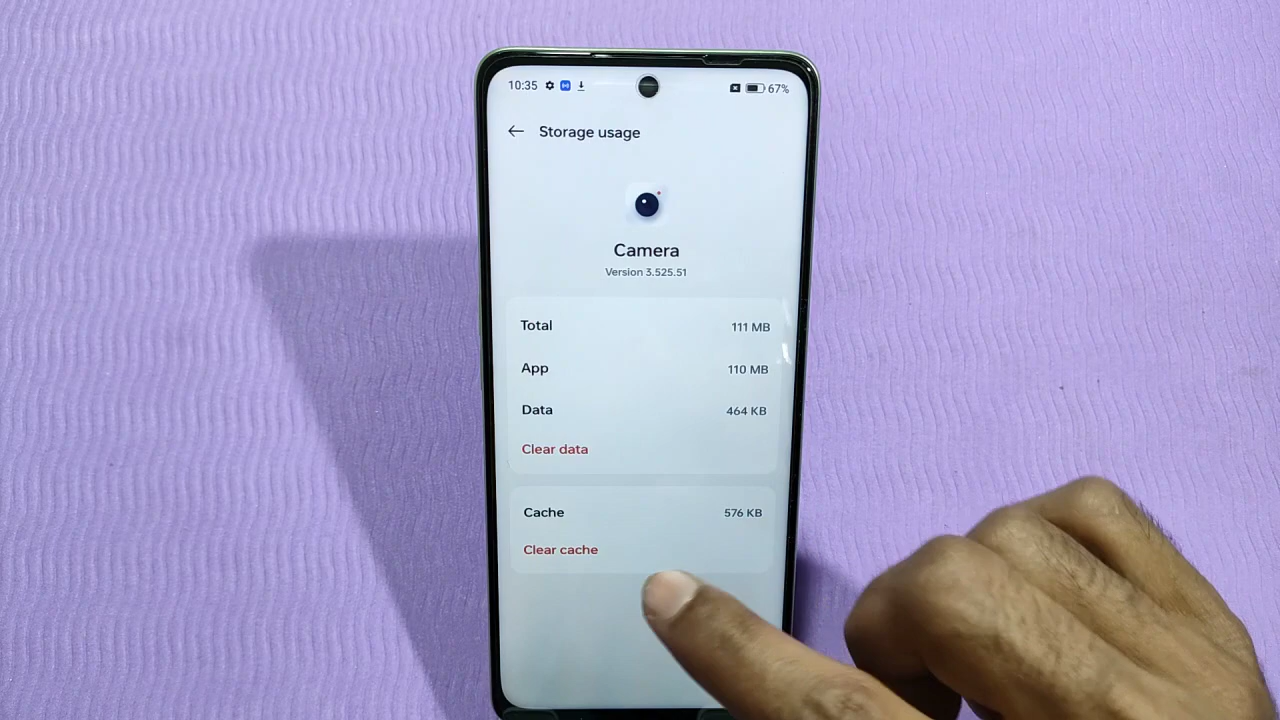 10:35 67%
Storage usage
Camera
Version 3.525.51
Total 111 MB
App 110 MB
Data 464 KB
Clear data
Cache 576 KB
Clear cache